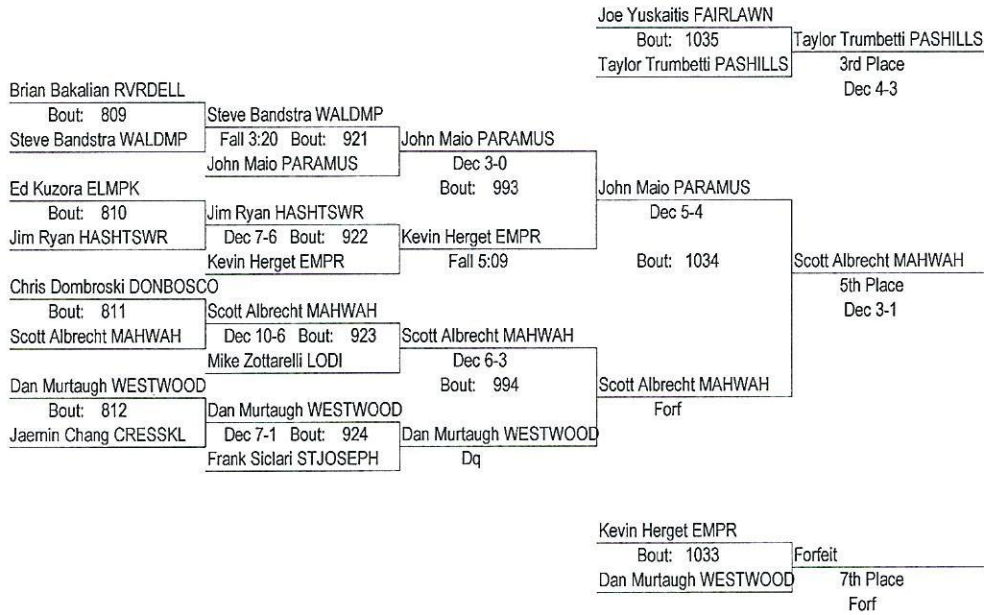 Joe Yuskaitis FAIRLAWN
Bout: 1035
Taylor Trumbetti PASHILLS
Taylor Trumbetti PASHILLS
3rd Place
Dec 4-3
Brian Bakalian RVRDELL
Bout: 809
Steve Bandstra WALDMP
Steve Bandstra WALDMP
Fall 3:20 Bout: 921
John Maio PARAMUS
John Maio PARAMUS
Dec 3-0
Bout: 993
Ed Kuzora ELMPK
Bout: 810
Jim Ryan HASHTSWR
Jim Ryan HASHTSWR
Dec 7-6 Bout: 922
Kevin Herget EMPR
Kevin Herget EMPR
Fall 5:09
John Maio PARAMUS
Dec 5-4
Bout: 1034
Scott Albrecht MAHWAH
5th Place
Dec 3-1
Chris Dombroski DONBOSCO
Bout: 811
Scott Albrecht MAHWAH
Scott Albrecht MAHWAH
Dec 10-6 Bout: 923
Mike Zottarelli LODI
Scott Albrecht MAHWAH
Dec 6-3
Bout: 994
Scott Albrecht MAHWAH
Forf
Dan Murtaugh WESTWOOD
Bout: 812
Jaemin Chang CRESSKL
Dan Murtaugh WESTWOOD
Dec 7-1 Bout: 924
Frank Siclari STJOSEPH
Dan Murtaugh WESTWOOD
Dq
Kevin Herget EMPR
Bout: 1033
Dan Murtaugh WESTWOOD
Forfeit
7th Place
Forf